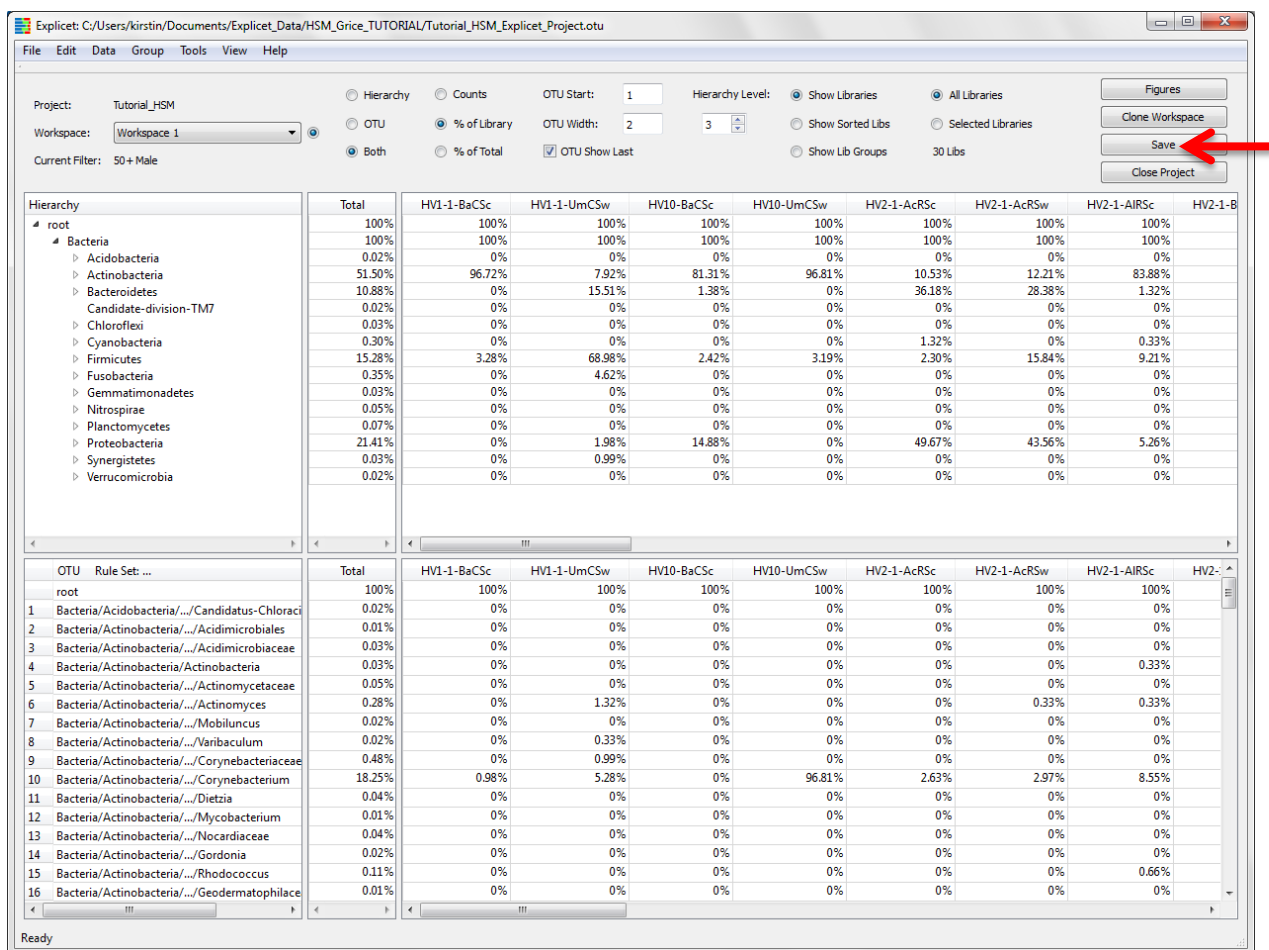 Explicet: C:/Users/kirstin/Documents/Explicet_Data/HSM_Grice_TUTORIAL/Tutorial_HSM_Explicet_Project.otu
File Edit Data Group Tools View Help
Project: Tutorial_HSM
Workspace: Workspace 1
Current Filter: 50+ Male
Hierarchy Counts OTU Start: 1 Hierarchy Level: Show Libraries All Libraries Figures
OTU % of Library OTU Width: 2 3 Show Sorted Libs Selected Libraries Clone Workspace
Both % of Total OTU Show Last Show Lib Groups 30 Libs Save
Close Project
Hierarchy Total HV1-1-BaCSc HV1-1-UmCSw HV10-BaCSc HV10-UmCSw HV2-1-AcRSc HV2-1-AcRSw HV2-1-AlRSc HV2-1-B
root 100% 100% 100% 100% 100% 100% 100% 100%
Bacteria 100% 100% 100% 100% 100% 100% 100% 100%
Acidobacteria 0.02% 0% 0% 0% 0% 0% 0% 0%
Actinobacteria 51.50% 96.72% 7.92% 81.31% 96.81% 10.53% 12.21% 83.88%
Bacteroidetes 10.88% 0% 15.51% 1.38% 0% 36.18% 28.38% 1.32%
Candidate-division-TM7 0.02% 0% 0% 0% 0% 0% 0% 0%
Chloroflexi 0.03% 0% 0% 0% 0% 0% 0% 0%
Cyanobacteria 0.30% 0% 0% 0% 0% 1.32% 0% 0.33%
Firmicutes 15.28% 3.28% 68.98% 2.42% 3.19% 2.30% 15.84% 9.21%
Fusobacteria 0.35% 0% 4.62% 0% 0% 0% 0% 0%
Gemmatimonadetes 0.03% 0% 0% 0% 0% 0% 0% 0%
Nitrospirae 0.05% 0% 0% 0% 0% 0% 0% 0%
Planctomycetes 0.07% 0% 0% 0% 0% 0% 0% 0%
Proteobacteria 21.41% 0% 1.98% 14.88% 0% 49.67% 43.56% 5.26%
Synergistetes 0.03% 0% 0.99% 0% 0% 0% 0% 0%
Verrucomicrobia 0.02% 0% 0% 0% 0% 0% 0% 0%
OTU Rule Set: ... Total HV1-1-BaCSc HV1-1-UmCSw HV10-BaCSc HV10-UmCSw HV2-1-AcRSc HV2-1-AcRSw HV2-1-AlRSc HV2-
root 100% 100% 100% 100% 100% 100% 100% 100%
1 Bacteria/Acidobacteria/.../Candidatus-Chloraci 0.02% 0% 0% 0% 0% 0% 0% 0%
2 Bacteria/Actinobacteria/.../Acidimicrobiales 0.01% 0% 0% 0% 0% 0% 0% 0%
3 Bacteria/Actinobacteria/.../Acidimicrobiaceae 0.03% 0% 0% 0% 0% 0% 0% 0%
4 Bacteria/Actinobacteria/Actinobacteria 0.03% 0% 0% 0% 0% 0% 0% 0.33%
5 Bacteria/Actinobacteria/.../Actinomycetaceae 0.05% 0% 0% 0% 0% 0% 0% 0%
6 Bacteria/Actinobacteria/.../Actinomyces 0.28% 0% 1.32% 0% 0% 0% 0.33% 0.33%
7 Bacteria/Actinobacteria/.../Mobiluncus 0.02% 0% 0% 0% 0% 0% 0% 0%
8 Bacteria/Actinobacteria/.../Varibaculum 0.02% 0% 0.33% 0% 0% 0% 0% 0%
9 Bacteria/Actinobacteria/.../Corynebacteriaceae 0.48% 0% 0.99% 0% 0% 0% 0% 0%
10 Bacteria/Actinobacteria/.../Corynebacterium 18.25% 0.98% 5.28% 0% 96.81% 2.63% 2.97% 8.55%
11 Bacteria/Actinobacteria/.../Dietzia 0.04% 0% 0% 0% 0% 0% 0% 0%
12 Bacteria/Actinobacteria/.../Mycobacterium 0.01% 0% 0% 0% 0% 0% 0% 0%
13 Bacteria/Actinobacteria/.../Nocardiaceae 0.04% 0% 0% 0% 0% 0% 0% 0%
14 Bacteria/Actinobacteria/.../Gordonia 0.02% 0% 0% 0% 0% 0% 0% 0%
15 Bacteria/Actinobacteria/.../Rhodococcus 0.11% 0% 0% 0% 0% 0% 0% 0.66%
16 Bacteria/Actinobacteria/.../Geodermatophilace 0.01% 0% 0% 0% 0% 0% 0% 0%
Ready